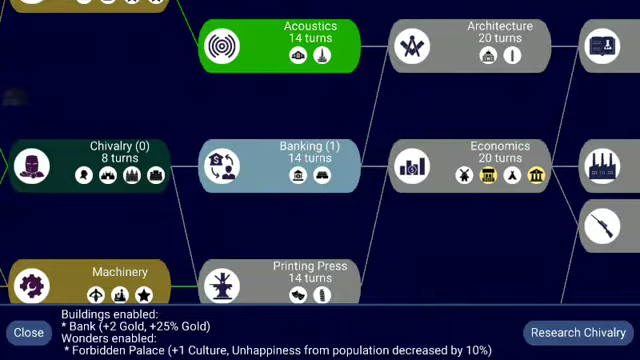 Acoustics
14 turns
Architecture
20 turns
Chivalry (0)
8 turns
Banking (1)
14 turns
Economics
20 turns
Machinery
Printing Press
14 turns
Buildings enabled:
* Bank (+2 Gold, +25% Gold)
Wonders enabled:
* Forbidden Palace (+1 Culture, Unhappiness from population decreased by 10%)
Close
Research Chivalry